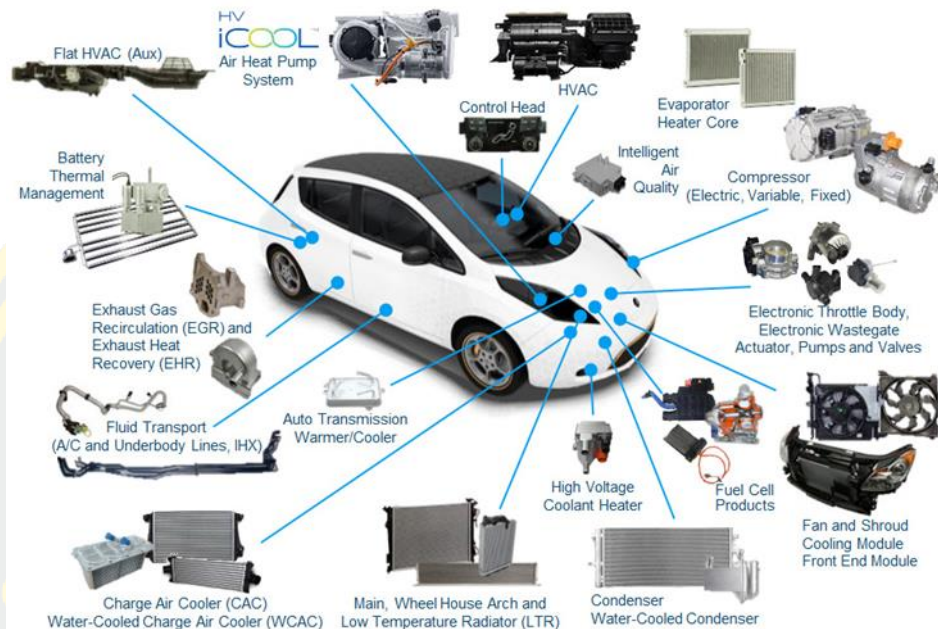 Flat HVAC (Aux)
HV
iCOOL™
Air Heat Pump
System
HVAC
Control Head
Evaporator
Heater Core
Battery
Thermal
Management
Intelligent
Air
Quality
Compressor
(Electric, Variable, Fixed)
Exhaust Gas
Recirculation (EGR) and
Exhaust Heat
Recovery (EHR)
Electronic Throttle Body,
Electronic Wastegate
Actuator, Pumps and Valves
Fluid Transport
(A/C and Underbody Lines, IHX)
Auto Transmission
Warmer/Cooler
High Voltage
Coolant Heater
Fuel Cell
Products
Fan and Shroud
Cooling Module
Front End Module
Charge Air Cooler (CAC)
Water-Cooled Charge Air Cooler (WCAC)
Main, Wheel House Arch and
Low Temperature Radiator (LTR)
Condenser
Water-Cooled Condenser